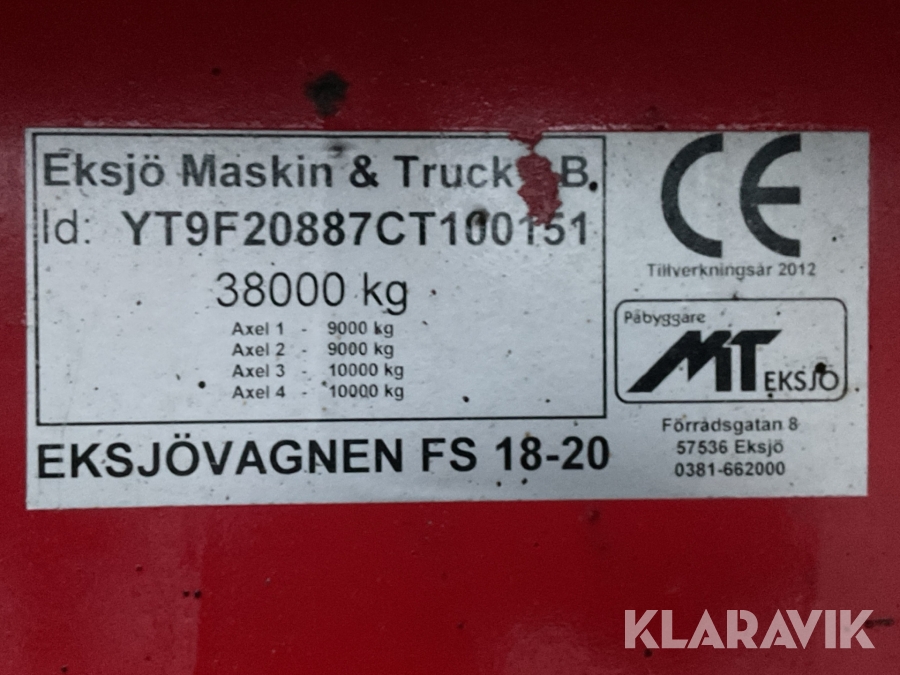 Eksjö Maskin & Truck B.
Id: YT9F20887CT100151
38000 kg
Axel 1 - 9000 kg
Axel 2 - 9000 kg
Axel 3 - 10000 kg
Axel 4 - 10000 kg
EKSJÖVAGNEN FS 18-20
CE
Tillverkningsår 2012
Påbyggare
MT EKSJÖ
Förrådsgatan 8
57536 Eksjö
0381-662000
KLARAVIK